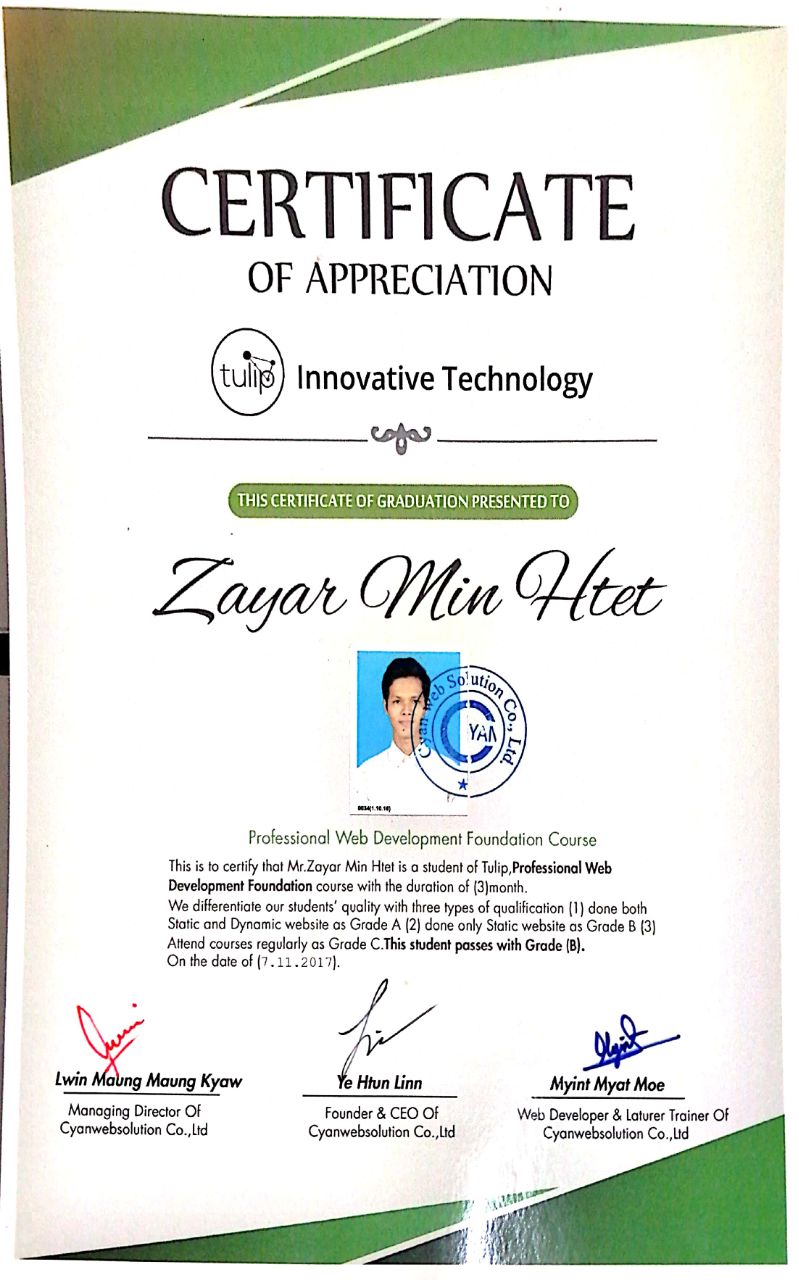 CERTIFICATE
OF APPRECIATION
tulip Innovative Technology
THIS CERTIFICATE OF GRADUATION PRESENTED TO
Zayar Min Htet
Cyan Web Solution Co., Ltd.
CYAN
0034(1.10.16)
Professional Web Development Foundation Course
This is to certify that Mr.Zayar Min Htet is a student of Tulip,Professional Web
Development Foundation course with the duration of (3)month.
We differentiate our students' quality with three types of qualification (1) done both
Static and Dynamic website as Grade A (2) done only Static website as Grade B (3)
Attend courses regularly as Grade C.This student passes with Grade (B).
On the date of (7.11.2017).
Lwin Maung Maung Kyaw
Managing Director Of
Cyanwebsolution Co.,Ltd
Ye Htun Linn
Founder & CEO Of
Cyanwebsolution Co.,Ltd
Myint Myat Moe
Web Developer & Laturer Trainer Of
Cyanwebsolution Co.,Ltd